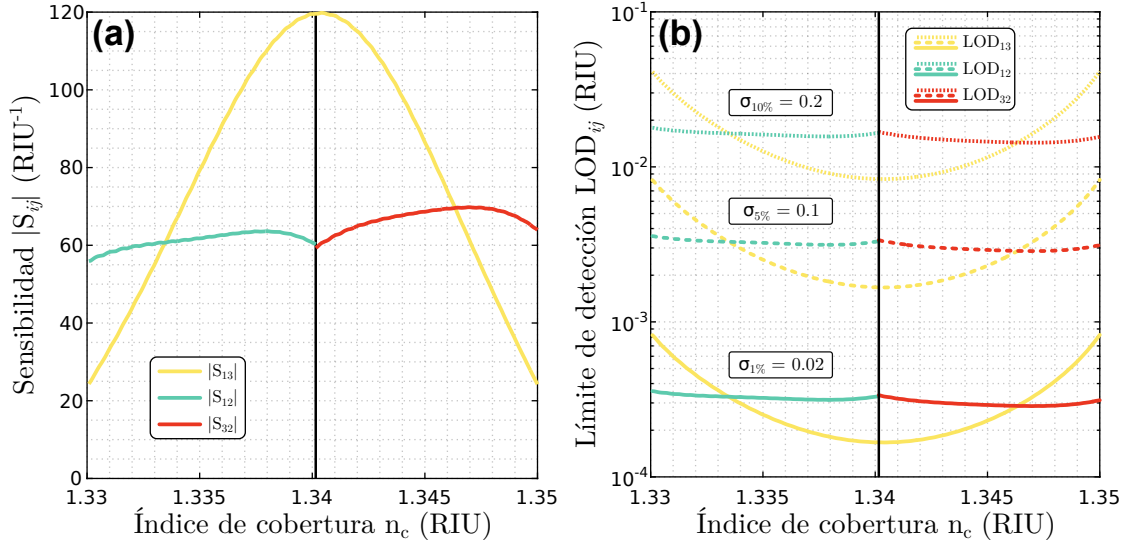 (a)
Sensibilidad |S_ij| (RIU⁻¹)
120
100
80
60
40
20
0
|S₁₃|
|S₁₂|
|S₃₂|
1.33
1.335
1.34
1.345
1.35
Índice de cobertura n_c (RIU)
(b)
Límite de detección LOD_ij (RIU)
10⁻¹
10⁻²
10⁻³
10⁻⁴
LOD₁₃
LOD₁₂
LOD₃₂
σ₁₀% = 0.2
σ₅% = 0.1
σ₁% = 0.02
1.33
1.335
1.34
1.345
1.35
Índice de cobertura n_c (RIU)